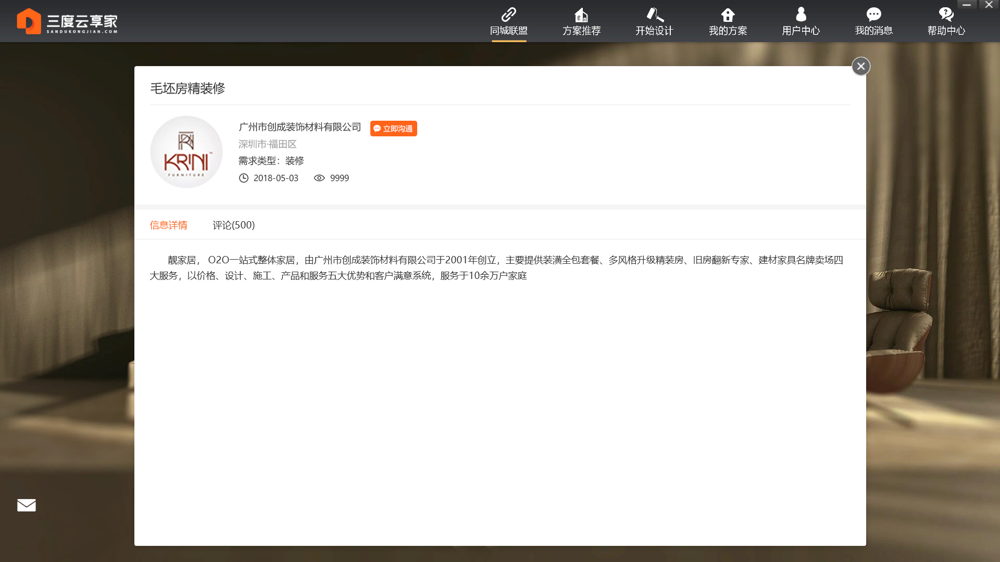 三度云享家
SANDUKONGJIAN.COM
同城联盟
方案推荐
开始设计
我的方案
用户中心
我的消息
帮助中心
毛坯房精装修
KRINI™
FURNITURE
广州市创成装饰材料有限公司
立即沟通
深圳市·福田区
需求类型：装修
2018-05-03 9999
信息详情 评论(500)
靓家居， O2O一站式整体家居，由广州市创成装饰材料有限公司于2001年创立，主要提供装潢全包套餐、多风格升级精装房、旧房翻新专家、建材家具名牌卖场四
大服务，以价格、设计、施工、产品和服务五大优势和客户满意系统，服务于10余万户家庭